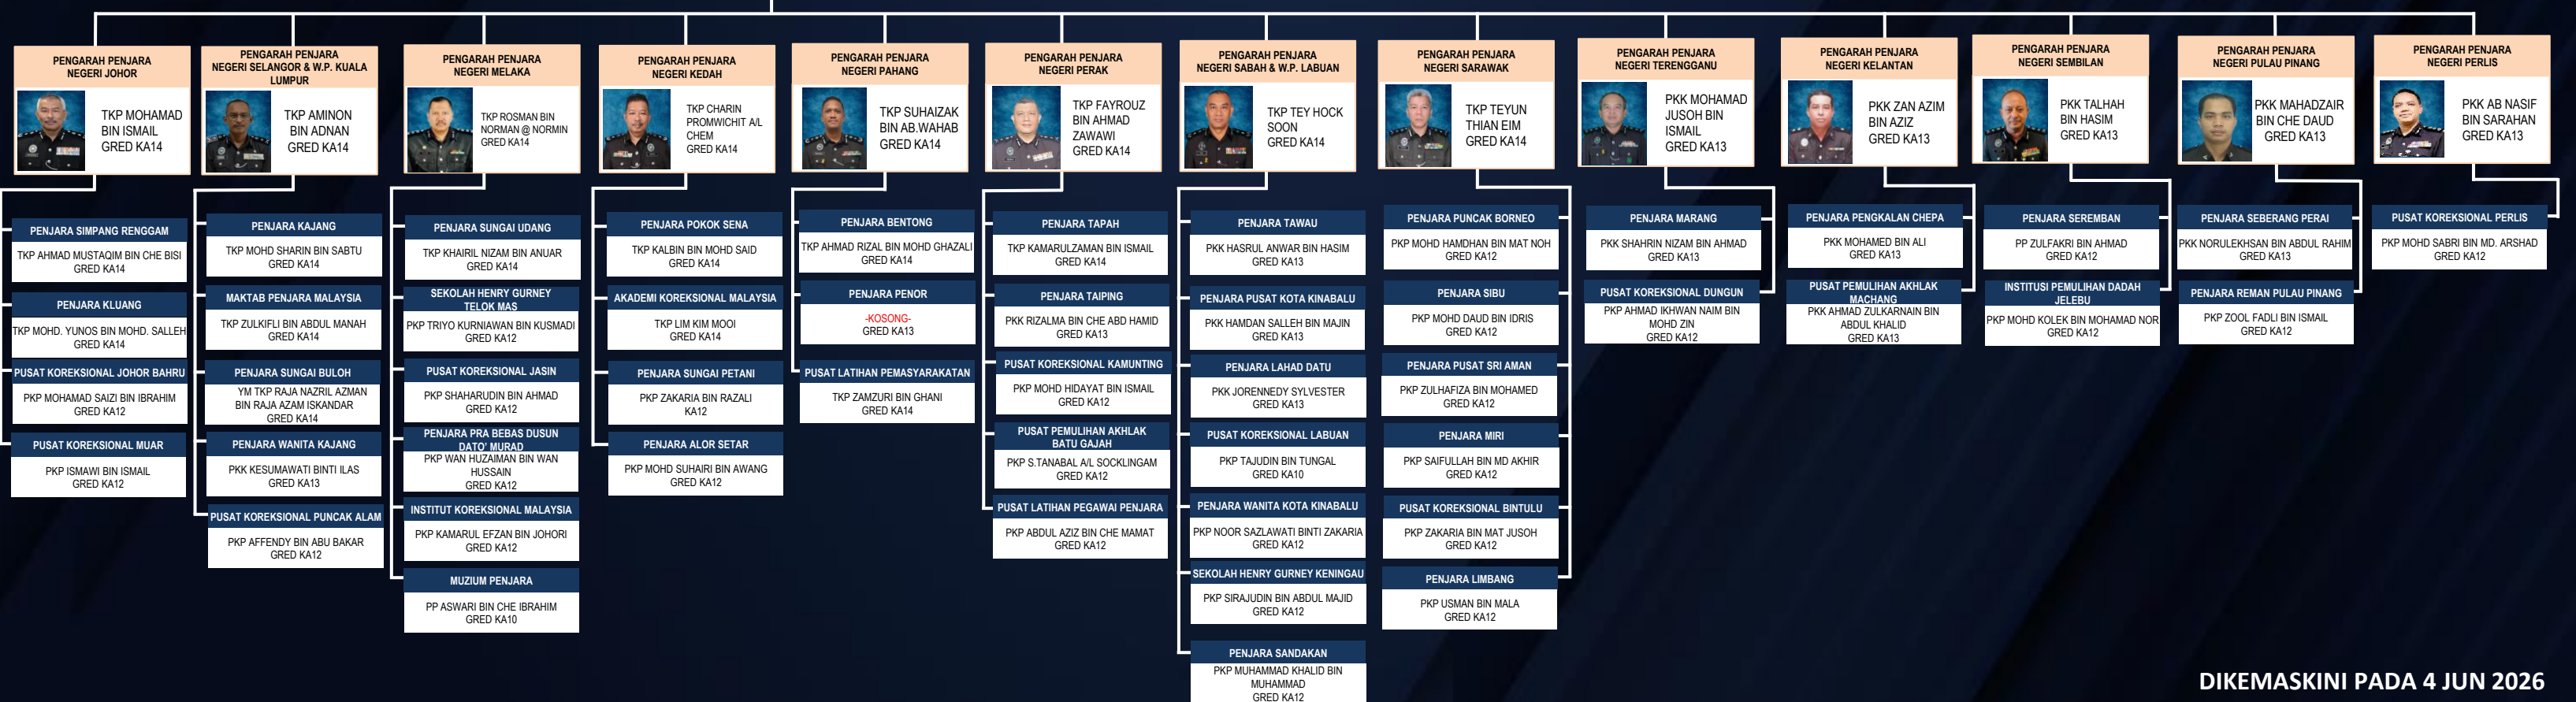 PENGARAH PENJARA
NEGERI JOHOR
TKP MOHAMAD
BIN ISMAIL
GRED KA14
PENJARA SIMPANG RENGGAM
TKP AHMAD MUSTAQIM BIN CHE BISI
GRED KA14
PENJARA KLUANG
TKP MOHD. YUNOS BIN MOHD. SALLEH
GRED KA14
PUSAT KOREKSIONAL JOHOR BAHRU
PKP MOHAMAD SAIZI BIN IBRAHIM
GRED KA12
PUSAT KOREKSIONAL MUAR
PKP ISMAWI BIN ISMAIL
GRED KA12
PENGARAH PENJARA
NEGERI SELANGOR & W.P. KUALA
LUMPUR
TKP AMINON
BIN ADNAN
GRED KA14
PENJARA KAJANG
TKP MOHD SHARIN BIN SABTU
GRED KA14
MAKTAB PENJARA MALAYSIA
TKP ZULKIFLI BIN ABDUL MANAH
GRED KA14
PENJARA SUNGAI BULOH
YM TKP RAJA NAZRIL AZMAN
BIN RAJA AZAM ISKANDAR
GRED KA14
PENJARA WANITA KAJANG
PKK KESUMAWATI BINTI ILAS
GRED KA13
PUSAT KOREKSIONAL PUNCAK ALAM
PKP AFFENDY BIN ABU BAKAR
GRED KA12
PENGARAH PENJARA
NEGERI MELAKA
TKP ROSMAN BIN
NORMAN @ NORMIN
GRED KA14
PENJARA SUNGAI UDANG
TKP KHAIRIL NIZAM BIN ANUAR
GRED KA14
SEKOLAH HENRY GURNEY
TELOK MAS
PKP TRIYO KURNIAWAN BIN KUSMADI
GRED KA12
PUSAT KOREKSIONAL JASIN
PKP SHAHARUDIN BIN AHMAD
GRED KA12
PENJARA PRA BEBAS DUSUN
DATO' MURAD
PKP WAN HUZAIMAN BIN WAN
HUSSAIN
GRED KA12
INSTITUT KOREKSIONAL MALAYSIA
PKP KAMARUL EFZAN BIN JOHORI
GRED KA12
MUZIUM PENJARA
PP ASWARI BIN CHE IBRAHIM
GRED KA10
PENGARAH PENJARA
NEGERI KEDAH
TKP CHARIN
PROMWICHIT A/L
CHEM
GRED KA14
PENJARA POKOK SENA
TKP KALBIN BIN MOHD SAID
GRED KA14
AKADEMI KOREKSIONAL MALAYSIA
TKP LIM KIM MOOI
GRED KA14
PENJARA SUNGAI PETANI
PKP ZAKARIA BIN RAZALI
KA12
PENJARA ALOR SETAR
PKP MOHD SUHAIRI BIN AWANG
GRED KA12
PENGARAH PENJARA
NEGERI PAHANG
TKP SUHAIZAK
BIN AB.WAHAB
GRED KA14
PENJARA BENTONG
TKP AHMAD RIZAL BIN MOHD GHAZALI
GRED KA14
PENJARA PENOR
-KOSONG-
GRED KA13
PUSAT LATIHAN PEMASYARAKATAN
TKP ZAMZURI BIN GHANI
GRED KA14
PENGARAH PENJARA
NEGERI PERAK
TKP FAYROUZ
BIN AHMAD
ZAWAWI
GRED KA14
PENJARA TAPAH
TKP KAMARULZAMAN BIN ISMAIL
GRED KA14
PENJARA TAIPING
PKK RIZALMA BIN CHE ABD HAMID
GRED KA13
PUSAT KOREKSIONAL KAMUNTING
PKP MOHD HIDAYAT BIN ISMAIL
GRED KA12
PUSAT PEMULIHAN AKHLAK
BATU GAJAH
PKP S.TANABAL A/L SOCKLINGAM
GRED KA12
PUSAT LATIHAN PEGAWAI PENJARA
PKP ABDUL AZIZ BIN CHE MAMAT
GRED KA12
PENGARAH PENJARA
NEGERI SABAH & W.P. LABUAN
TKP TEY HOCK
SOON
GRED KA14
PENJARA TAWAU
PKK HASRUL ANWAR BIN HASIM
GRED KA13
PENJARA PUSAT KOTA KINABALU
PKK HAMDAN SALLEH BIN MAJIN
GRED KA13
PENJARA LAHAD DATU
PKK JORENNEDY SYLVESTER
GRED KA13
PUSAT KOREKSIONAL LABUAN
PKP TAJUDIN BIN TUNGAL
GRED KA10
PENJARA WANITA KOTA KINABALU
PKP NOOR SAZLAWATI BINTI ZAKARIA
GRED KA12
SEKOLAH HENRY GURNEY KENINGAU
PKP SIRAJUDIN BIN ABDUL MAJID
GRED KA12
PENJARA SANDAKAN
PKP MUHAMMAD KHALID BIN
MUHAMMAD
GRED KA12
PENGARAH PENJARA
NEGERI SARAWAK
TKP TEYUN
THIAN EIM
GRED KA14
PENJARA PUNCAK BORNEO
PKP MOHD HAMDHAN BIN MAT NOH
GRED KA12
PENJARA SIBU
PKP MOHD DAUD BIN IDRIS
GRED KA12
PENJARA PUSAT SRI AMAN
PKP ZULHAFIZA BIN MOHAMED
GRED KA12
PENJARA MIRI
PKP SAIFULLAH BIN MD AKHIR
GRED KA12
PUSAT KOREKSIONAL BINTULU
PKP ZAKARIA BIN MAT JUSOH
GRED KA12
PENJARA LIMBANG
PKP USMAN BIN MALA
GRED KA12
PENGARAH PENJARA
NEGERI TERENGGANU
PKK MOHAMAD
JUSOH BIN
ISMAIL
GRED KA13
PENJARA MARANG
PKK SHAHRIN NIZAM BIN AHMAD
GRED KA13
PUSAT KOREKSIONAL DUNGUN
PKP AHMAD IKHWAN NAIM BIN
MOHD ZIN
GRED KA12
PENGARAH PENJARA
NEGERI KELANTAN
PKK ZAN AZIM
BIN AZIZ
GRED KA13
PENJARA PENGKALAN CHEPA
PKK MOHAMED BIN ALI
GRED KA13
PUSAT PEMULIHAN AKHLAK
MACHANG
PKK AHMAD ZULKARNAIN BIN
ABDUL KHALID
GRED KA13
PENGARAH PENJARA
NEGERI SEMBILAN
PKK TALHAH
BIN HASIM
GRED KA13
PENJARA SEREMBAN
PP ZULFAKRI BIN AHMAD
GRED KA12
INSTITUSI PEMULIHAN DADAH
JELEBU
PKP MOHD KOLEK BIN MOHAMAD NOR
GRED KA12
PENGARAH PENJARA
NEGERI PULAU PINANG
PKK MAHADZAIR
BIN CHE DAUD
GRED KA13
PENJARA SEBERANG PERAI
PKK NORULEKHSAN BIN ABDUL RAHIM
GRED KA13
PENJARA REMAN PULAU PINANG
PKP ZOOL FADLI BIN ISMAIL
GRED KA12
PENGARAH PENJARA
NEGERI PERLIS
PKK AB NASIF
BIN SARAHAN
GRED KA13
PUSAT KOREKSIONAL PERLIS
PKP MOHD SABRI BIN MD. ARSHAD
GRED KA12
DIKEMASKINI PADA 4 JUN 2026